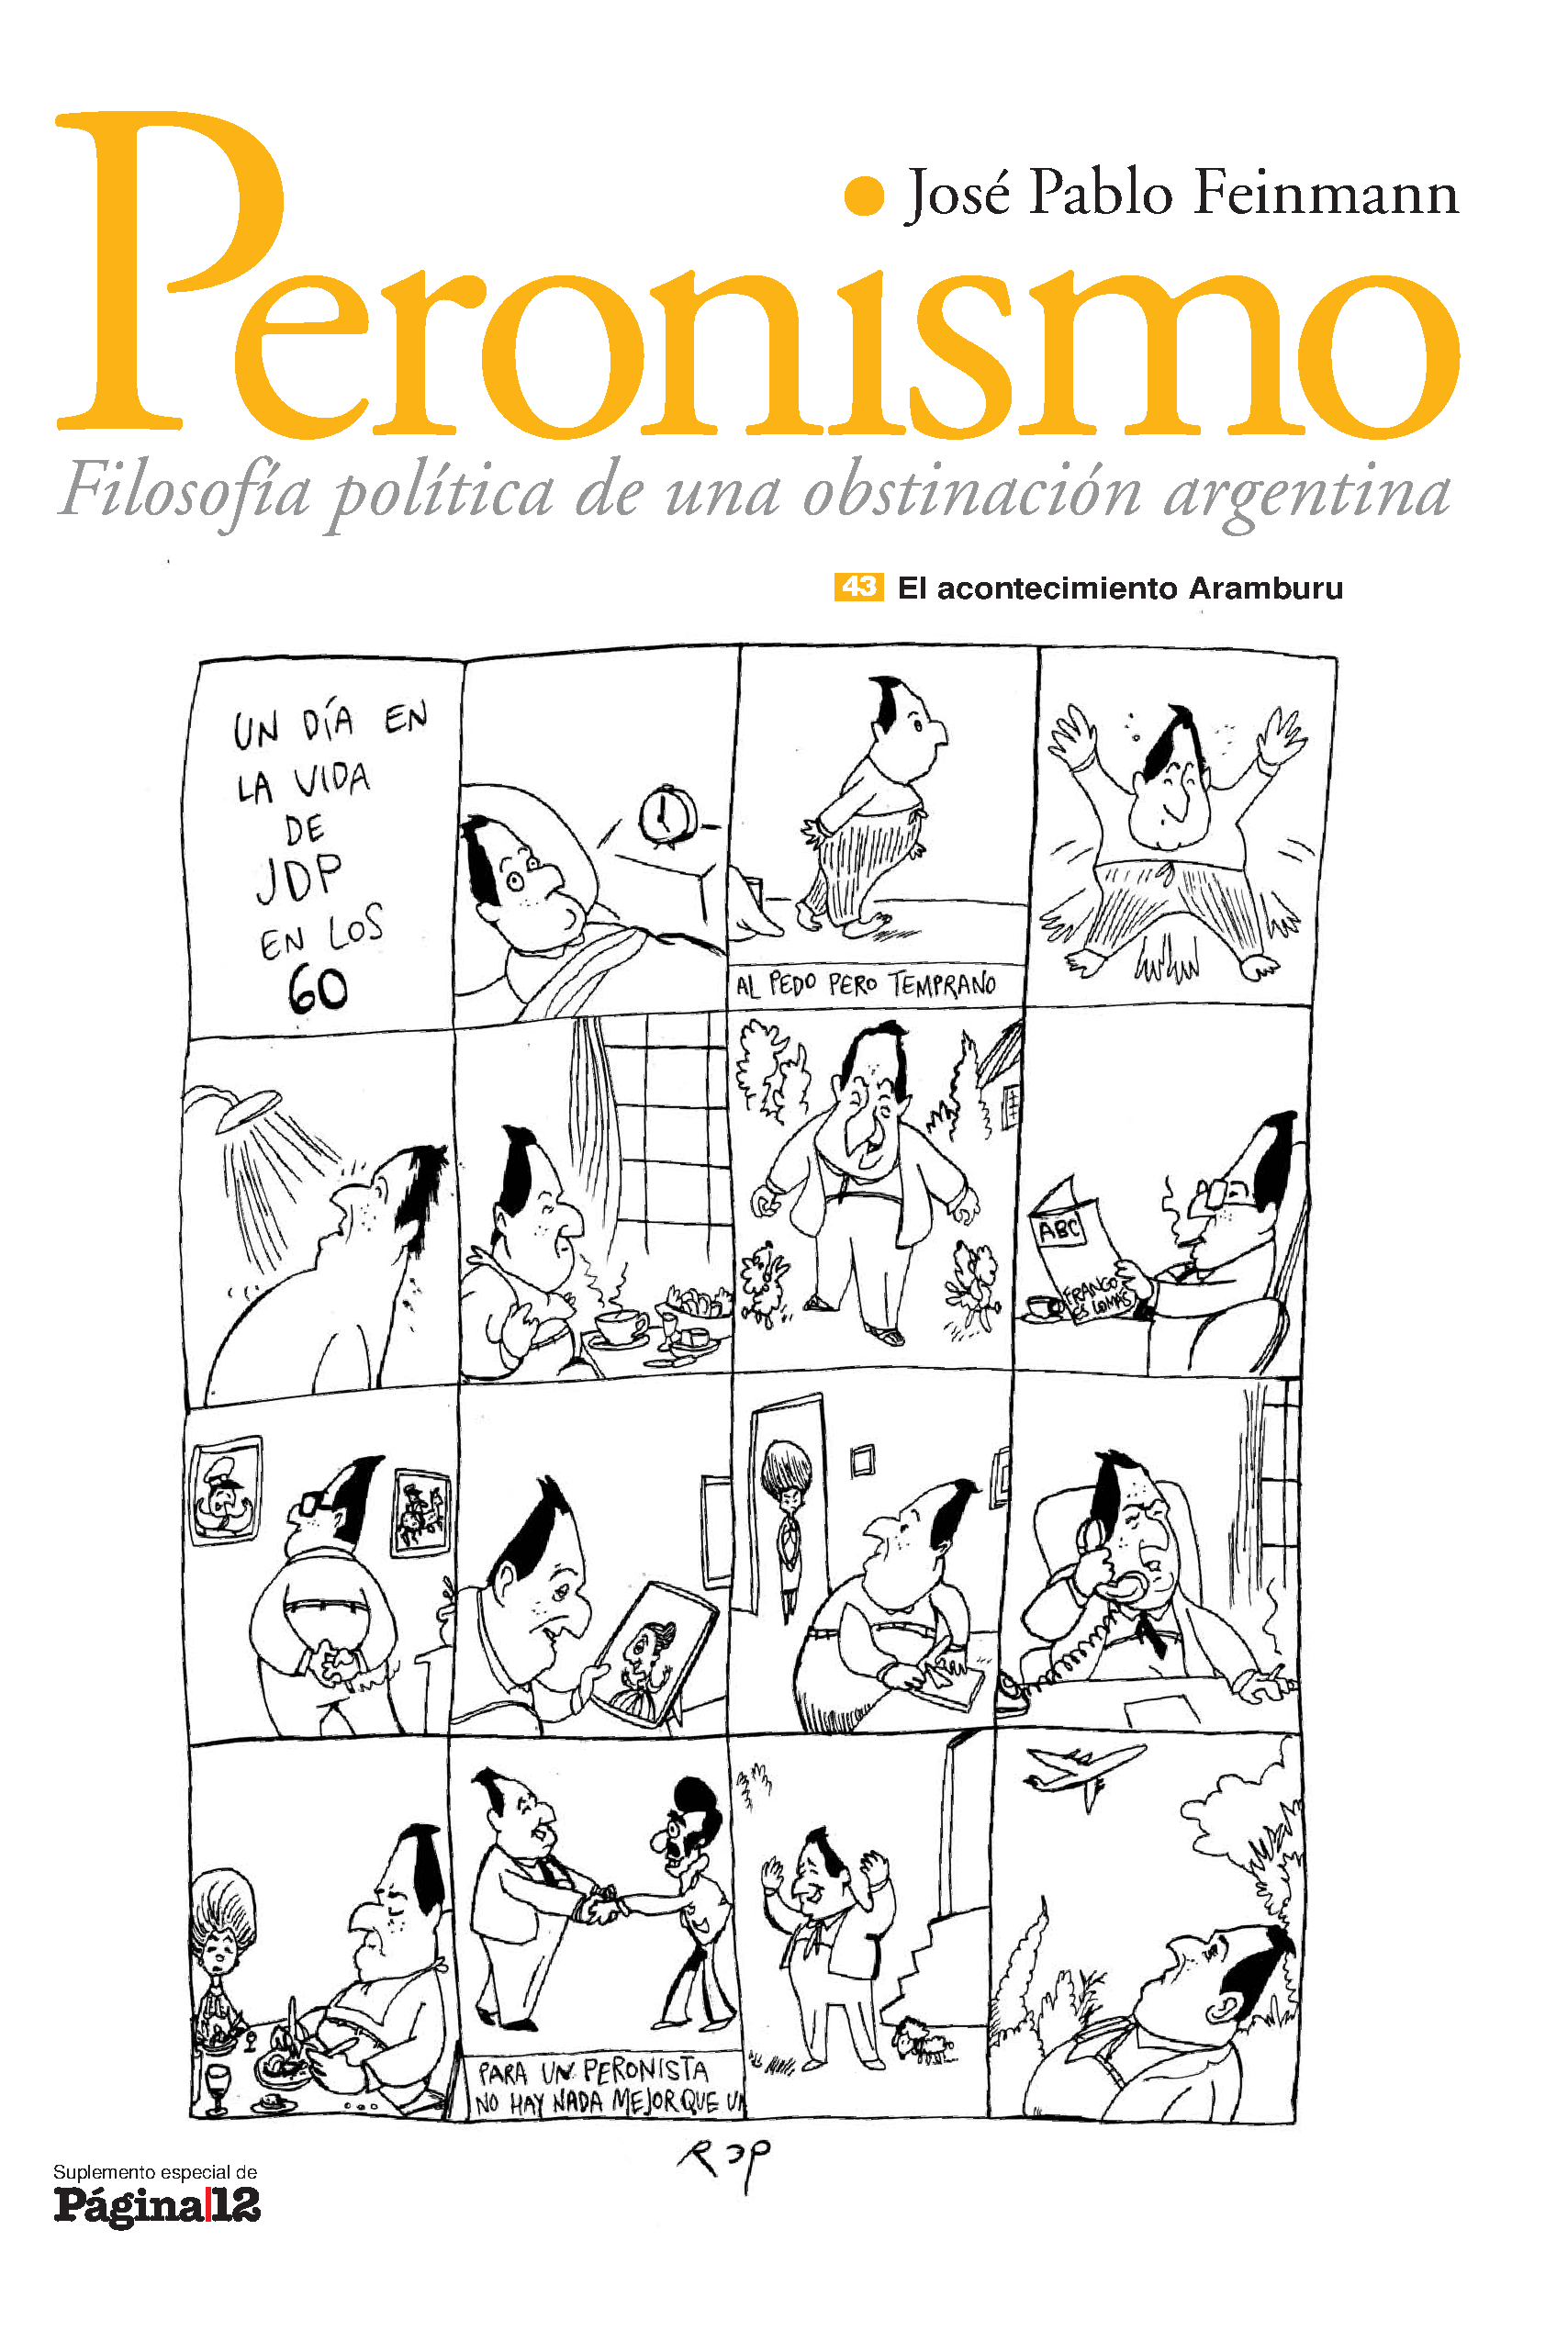 José Pablo Feinmann
Peronismo
Filosofía política de una obstinación argentina
43 El acontecimiento Aramburu
UN DÍA EN
LA VIDA
DE
JDP
EN LOS
60
AL PEDO PERO TEMPRANO
ABC
FRANCO
ES LOMAS
PARA UN PERONISTA
NO HAY NADA MEJOR QUE UN
REP
Suplemento especial de
Página|12